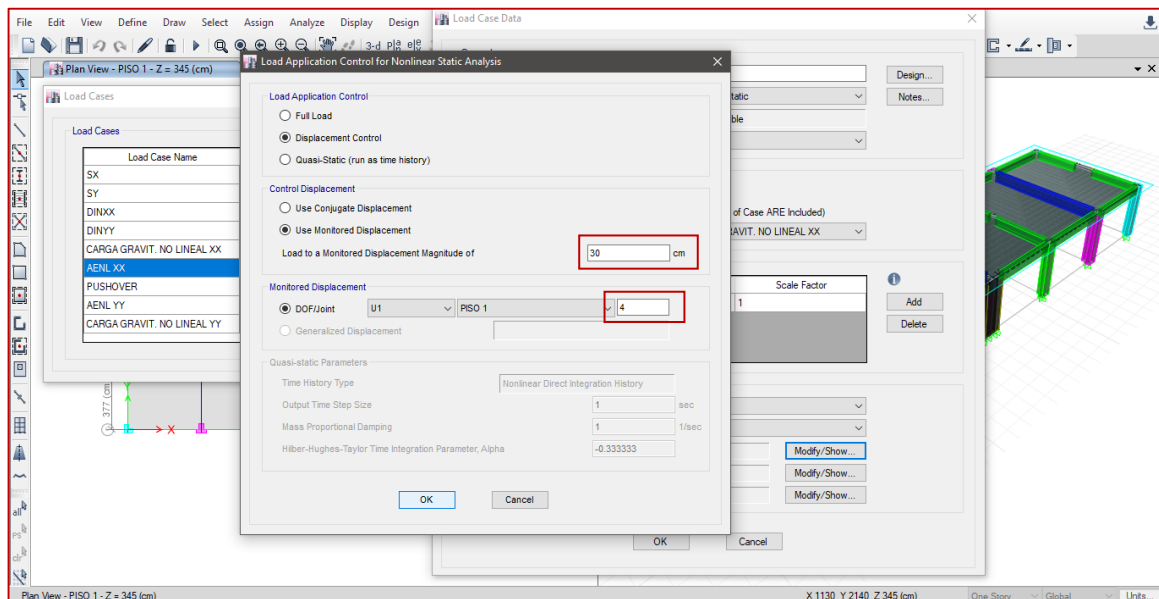 File Edit View Define Draw Select Assign Analyze Display Design
Load Case Data
3-d
Plan View - PISO 1 - Z = 345 (cm)
Load Application Control for Nonlinear Static Analysis
Design...
Notes...
Load Cases
Load Cases
Load Case Name
SX
SY
DINXX
DINYY
CARGA GRAVIT. NO LINEAL XX
AENL XX
PUSHOVER
AENL YY
CARGA GRAVIT. NO LINEAL YY
Load Application Control
Full Load
Displacement Control
Quasi-Static (run as time history)
Control Displacement
Use Conjugate Displacement
Use Monitored Displacement
Load to a Monitored Displacement Magnitude of 30 cm
Monitored Displacement
DOF/Joint U1 PISO 1 4
Generalized Displacement
Quasi-static Parameters
Time History Type Nonlinear Direct Integration History
Output Time Step Size 1 sec
Mass Proportional Damping 1 1/sec
Hilber-Hughes-Taylor Time Integration Parameter, Alpha -0.333333
OK Cancel
tatic
ble
of Case ARE Included)
RAVIT. NO LINEAL XX
Scale Factor
1
Add
Delete
Modify/Show...
Modify/Show...
Modify/Show...
OK Cancel
377 (cm)
Y
X
all
ps
clr
Plan View - PISO 1 - Z = 345 (cm)
X 1130 Y 2140 Z 345 (cm)
One Story Global Units...